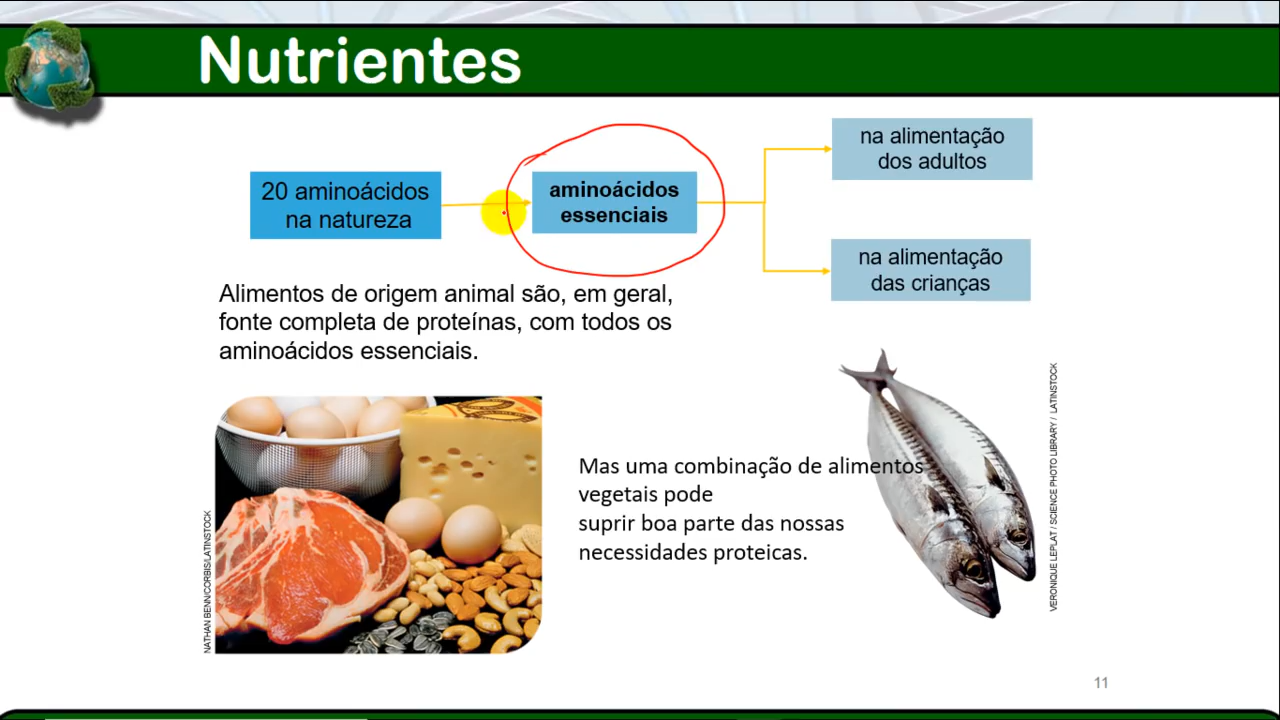 Nutrientes
20 aminoácidos
na natureza
aminoácidos
essenciais
na alimentação
dos adultos
na alimentação
das crianças
Alimentos de origem animal são, em geral,
fonte completa de proteínas, com todos os
aminoácidos essenciais.
NATHAN BENN/CORBIS/LATINSTOCK
Mas uma combinação de alimentos
vegetais pode
suprir boa parte das nossas
necessidades proteicas.
VERONIQUE LEPLAT / SCIENCE PHOTO LIBRARY / LATINSTOCK
11